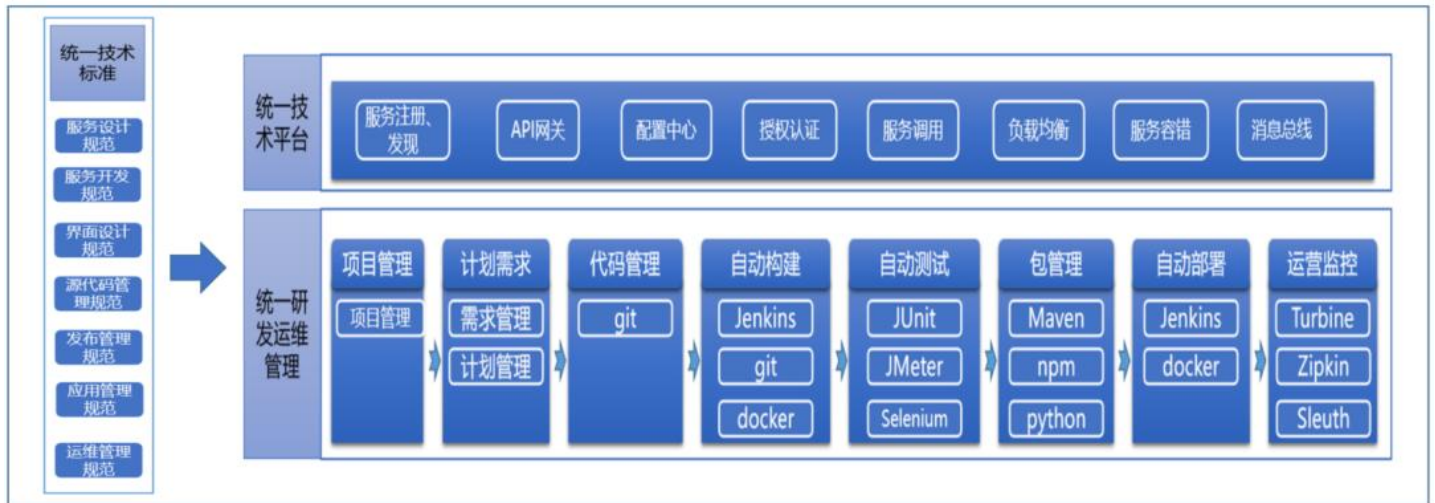 统一技术
标准
服务设计
规范
服务开发
规范
界面设计
规范
源代码管
理规范
发布管理
规范
应用管理
规范
运维管理
规范
统一技
术平台
服务注册、
发现
API网关
配置中心
授权认证
服务调用
负载均衡
服务容错
消息总线
统一研
发运维
管理
项目管理
项目管理
计划需求
需求管理
计划管理
代码管理
git
自动构建
Jenkins
git
docker
自动测试
JUnit
JMeter
Selenium
包管理
Maven
npm
python
自动部署
Jenkins
docker
运营监控
Turbine
Zipkin
Sleuth